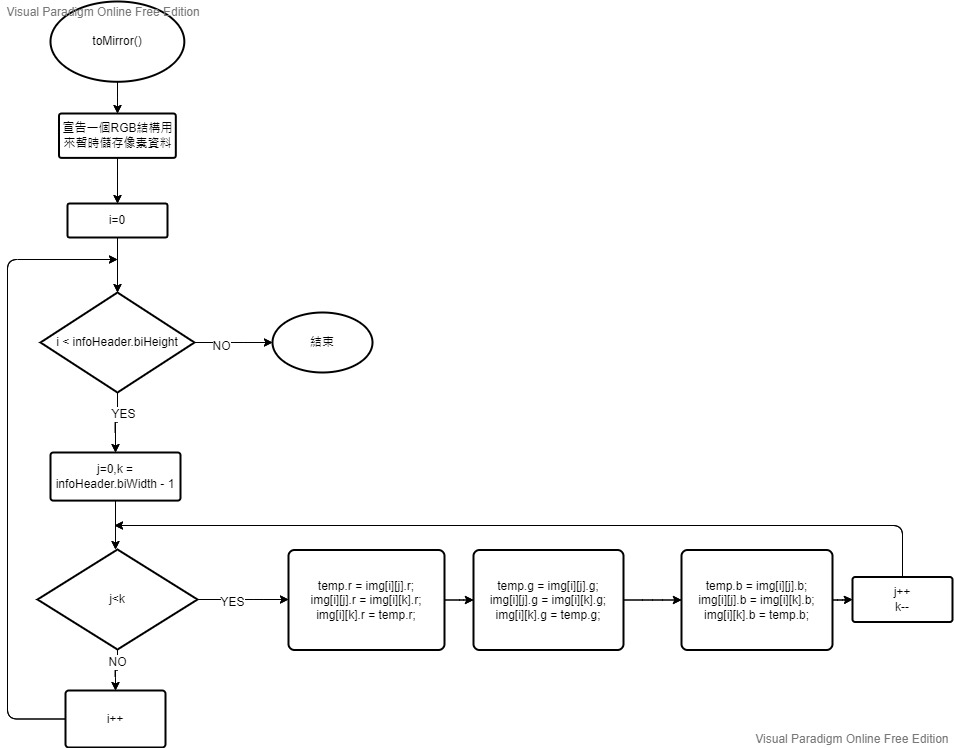 Visual Paradigm Online Free Edition
toMirror()
宣告一個RGB結構用
來暫時儲存像素資料
i=0
i < infoHeader.biHeight
NO
結束
YES
j=0,k =
infoHeader.biWidth - 1
j<k
YES
temp.r = img[i][j].r;
img[i][j].r = img[i][k].r;
img[i][k].r = temp.r;
temp.g = img[i][j].g;
img[i][j].g = img[i][k].g;
img[i][k].g = temp.g;
temp.b = img[i][j].b;
img[i][j].b = img[i][k].b;
img[i][k].b = temp.b;
j++
k--
NO
i++
Visual Paradigm Online Free Edition